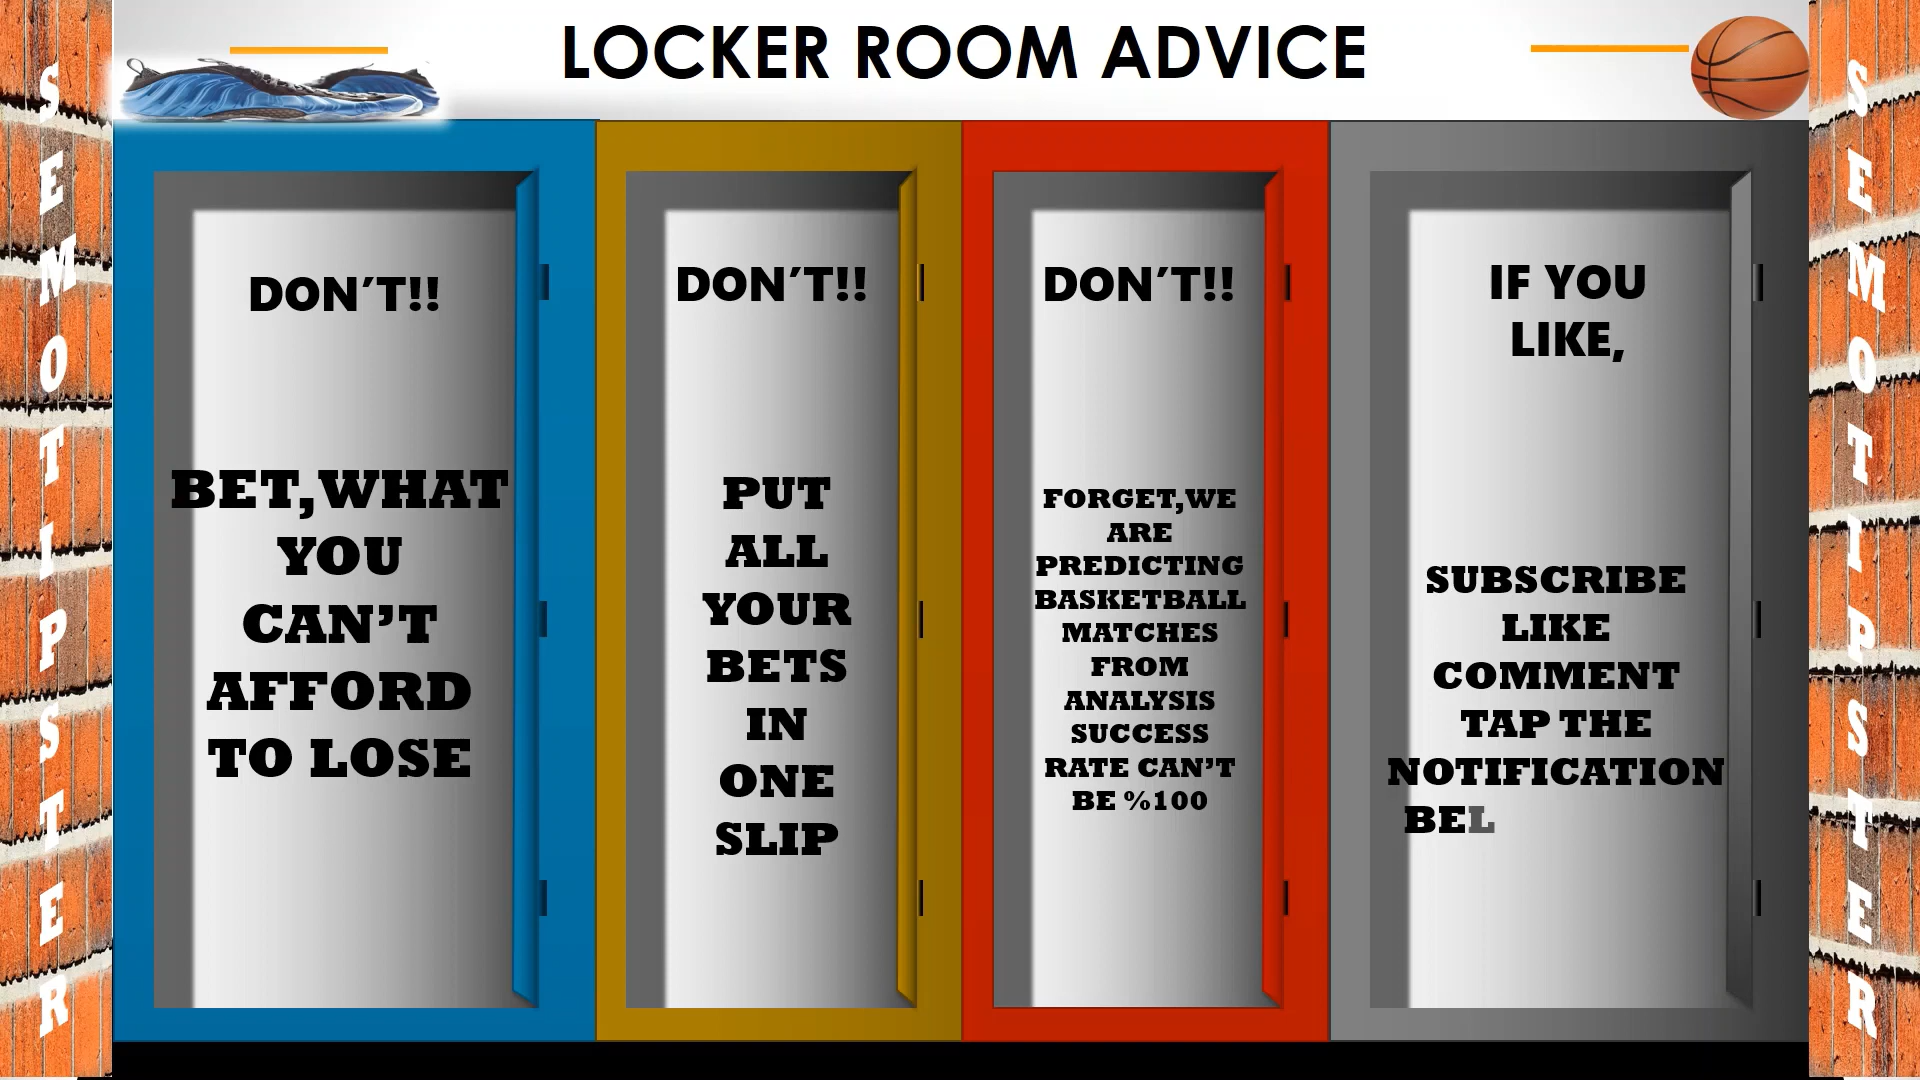 LOCKER ROOM ADVICE
SEMOTIPSTER
DON'T!!
BET,WHAT
YOU
CAN'T
AFFORD
TO LOSE
DON'T!!
PUT
ALL
YOUR
BETS
IN
ONE
SLIP
DON'T!!
FORGET,WE
ARE
PREDICTING
BASKETBALL
MATCHES
FROM
ANALYSIS
SUCCESS
RATE CAN'T
BE %100
IF YOU
LIKE,
SUBSCRIBE
LIKE
COMMENT
TAP THE
NOTIFICATION
BEL
SEMOTIPSTER